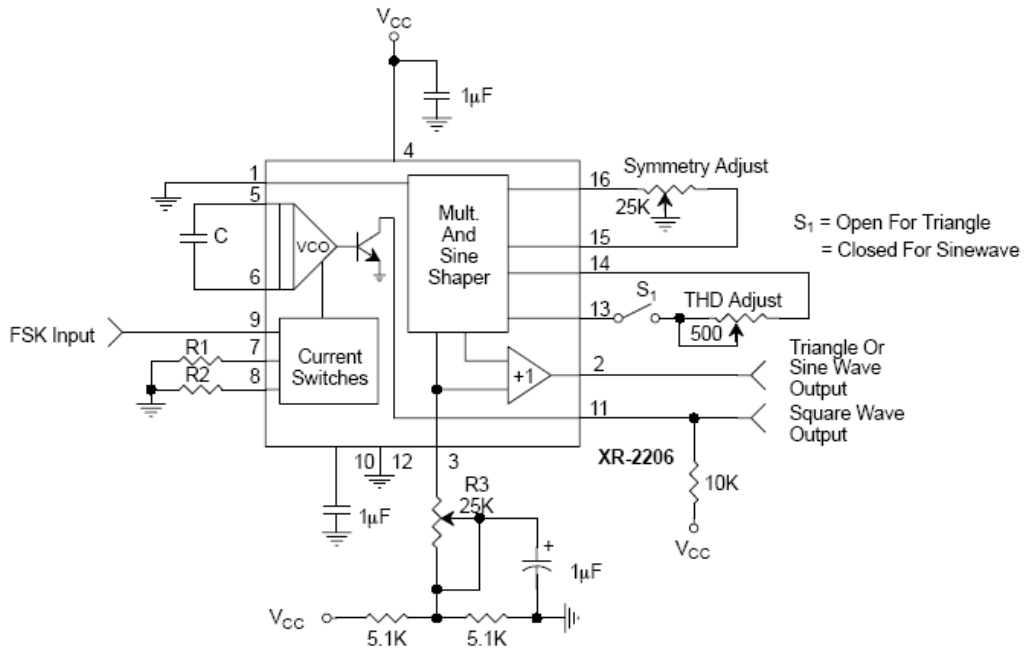 VCC
1µF
4
1
5
C
6
VCO
Mult.
And
Sine
Shaper
16
Symmetry Adjust
25K
15
14
S1 = Open For Triangle
= Closed For Sinewave
S1
THD Adjust
13
500
FSK Input
9
R1
7
R2
8
Current
Switches
+1
2
Triangle Or
Sine Wave
Output
11
Square Wave
Output
XR-2206
10 12 3
1µF
R3
25K
10K
VCC
+
1µF
VCC
5.1K
5.1K